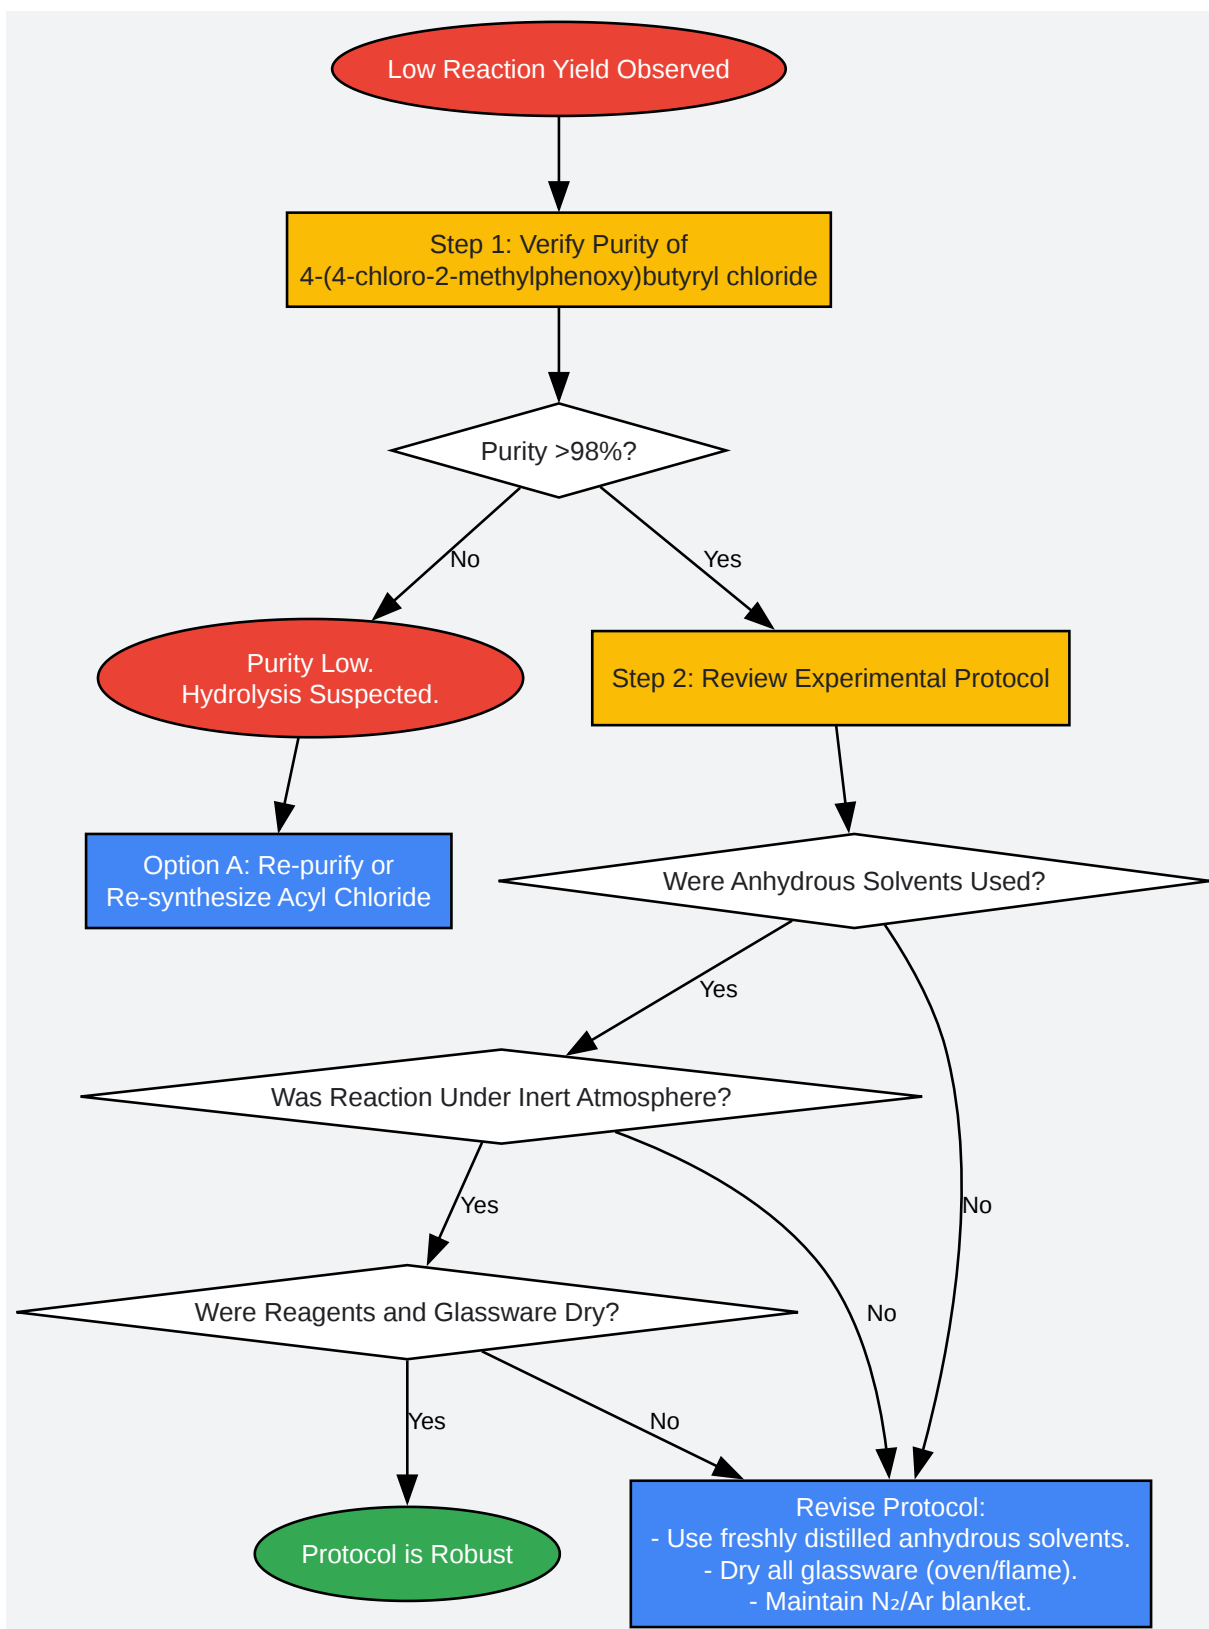 Low Reaction Yield Observed
Step 1: Verify Purity of
4-(4-chloro-2-methylphenoxy)butyryl chloride
Purity >98%?
No
Yes
Purity Low.
Hydrolysis Suspected.
Step 2: Review Experimental Protocol
Option A: Re-purify or
Re-synthesize Acyl Chloride
Were Anhydrous Solvents Used?
Yes
Was Reaction Under Inert Atmosphere?
Yes
No
Were Reagents and Glassware Dry?
No
Yes
No
Protocol is Robust
Revise Protocol:
- Use freshly distilled anhydrous solvents.
- Dry all glassware (oven/flame).
- Maintain N₂/Ar blanket.